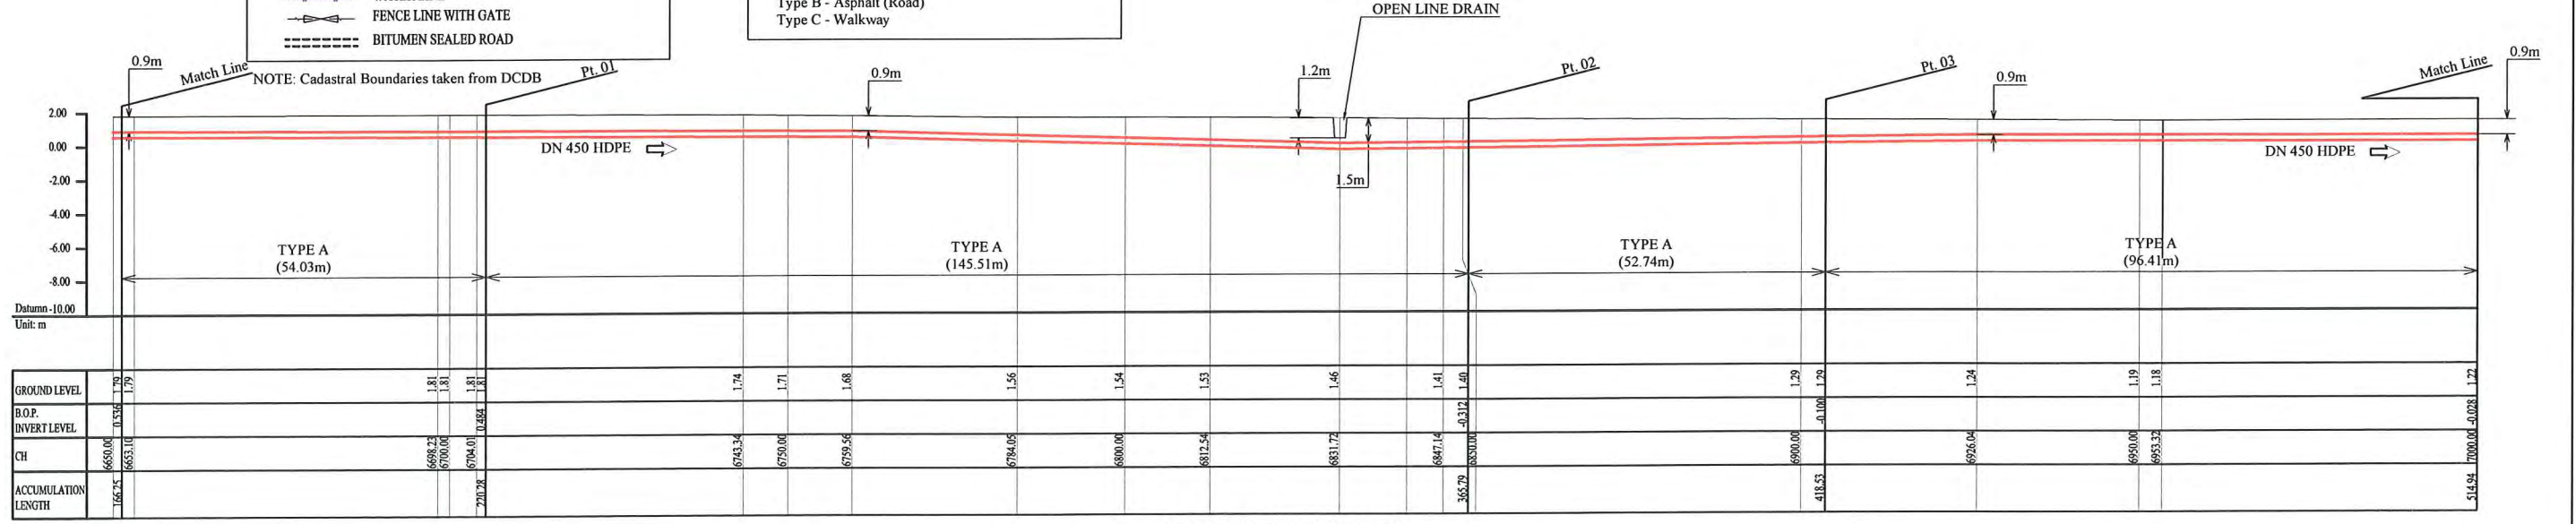 FENCE LINE WITH GATE
BITUMEN SEALED ROAD
NOTE: Cadastral Boundaries taken from DCDB
Type B - Asphalt (Road)
Type C - Walkway
OPEN LINE DRAIN
0.9m
Match Line
Pt. 01
0.9m
1.2m
Pt. 02
Pt. 03
0.9m
Match Line
0.9m
2.00
0.00
-2.00
-4.00
-6.00
-8.00
Datumn -10.00
Unit: m
DN 450 HDPE
1.5m
DN 450 HDPE
TYPE A
(54.03m)
TYPE A
(145.51m)
TYPE A
(52.74m)
TYPE A
(96.41m)
GROUND LEVEL
1.79 1.79 1.81 1.81 1.81 1.81 1.74 1.71 1.68 1.56 1.54 1.53 1.46 1.41 1.40 1.29 1.29 1.24 1.19 1.18 1.22
B.O.P.
INVERT LEVEL
0.536 0.484 -0.312 -0.100 -0.028
CH
6650.00 6653.10 6698.23 6700.00 6704.01 6743.34 6750.00 6759.56 6784.05 6800.00 6812.54 6831.72 6847.14 6850.00 6900.00 6926.04 6950.00 6953.32 7000.00
ACCUMULATION
LENGTH
166.25 220.28 365.79 418.53 514.94